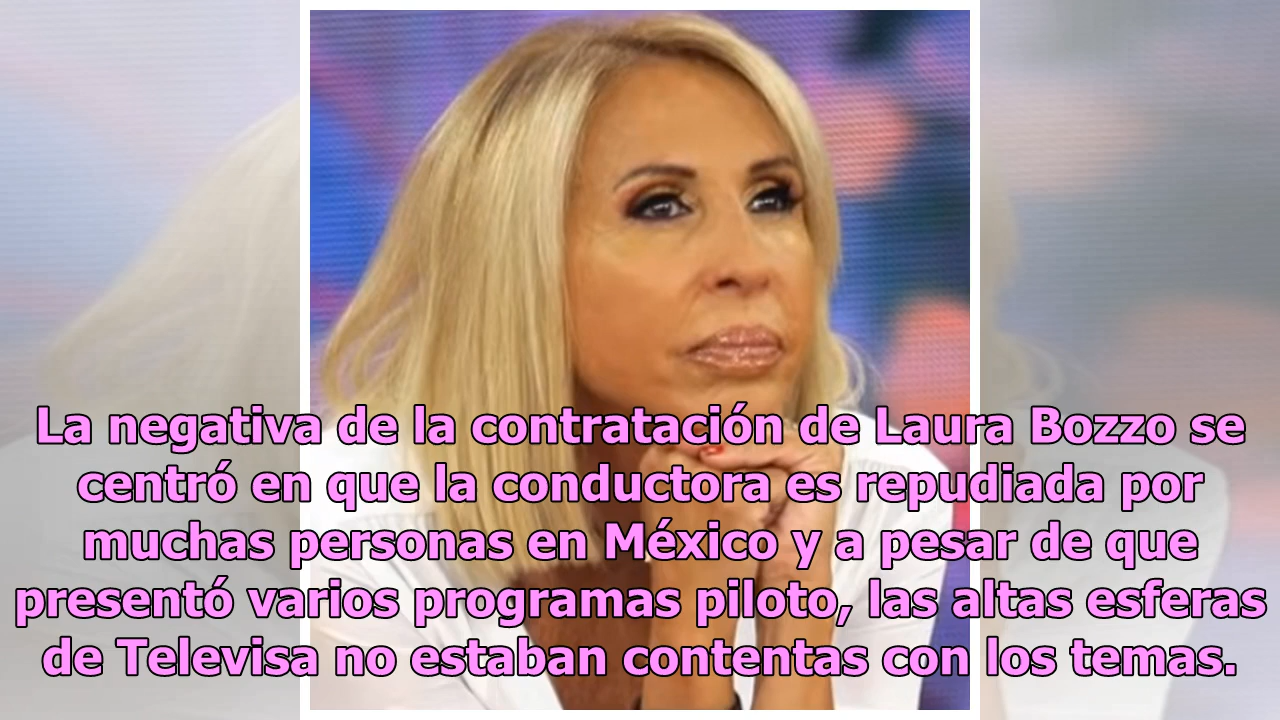 La negativa de la contratación de Laura Bozzo se
centró en que la conductora es repudiada por
muchas personas en México y a pesar de que
presentó varios programas piloto, las altas esferas
de Televisa no estaban contentas con los temas.